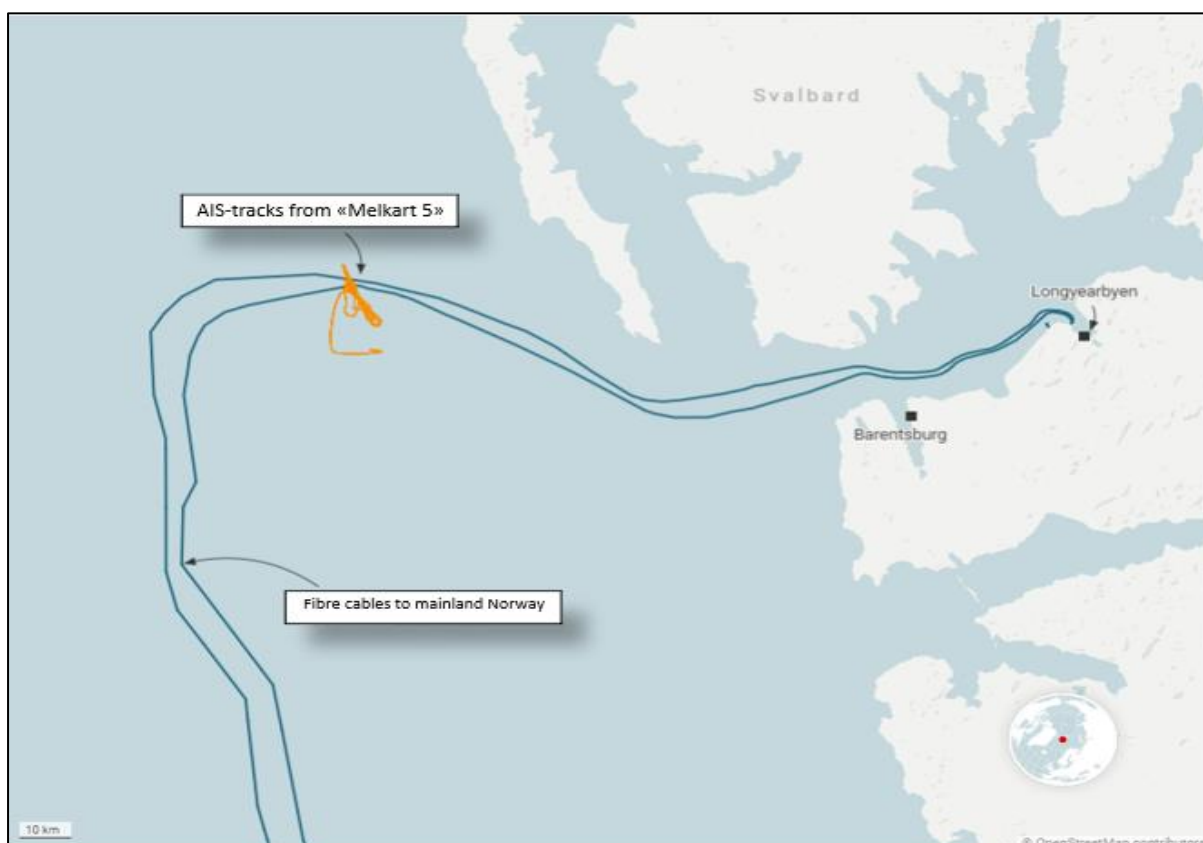 Svalbard
AIS-tracks from «Melkart 5»
Longyearbyen
Barentsburg
Fibre cables to mainland Norway
10 km
© OpenStreetMap contributors